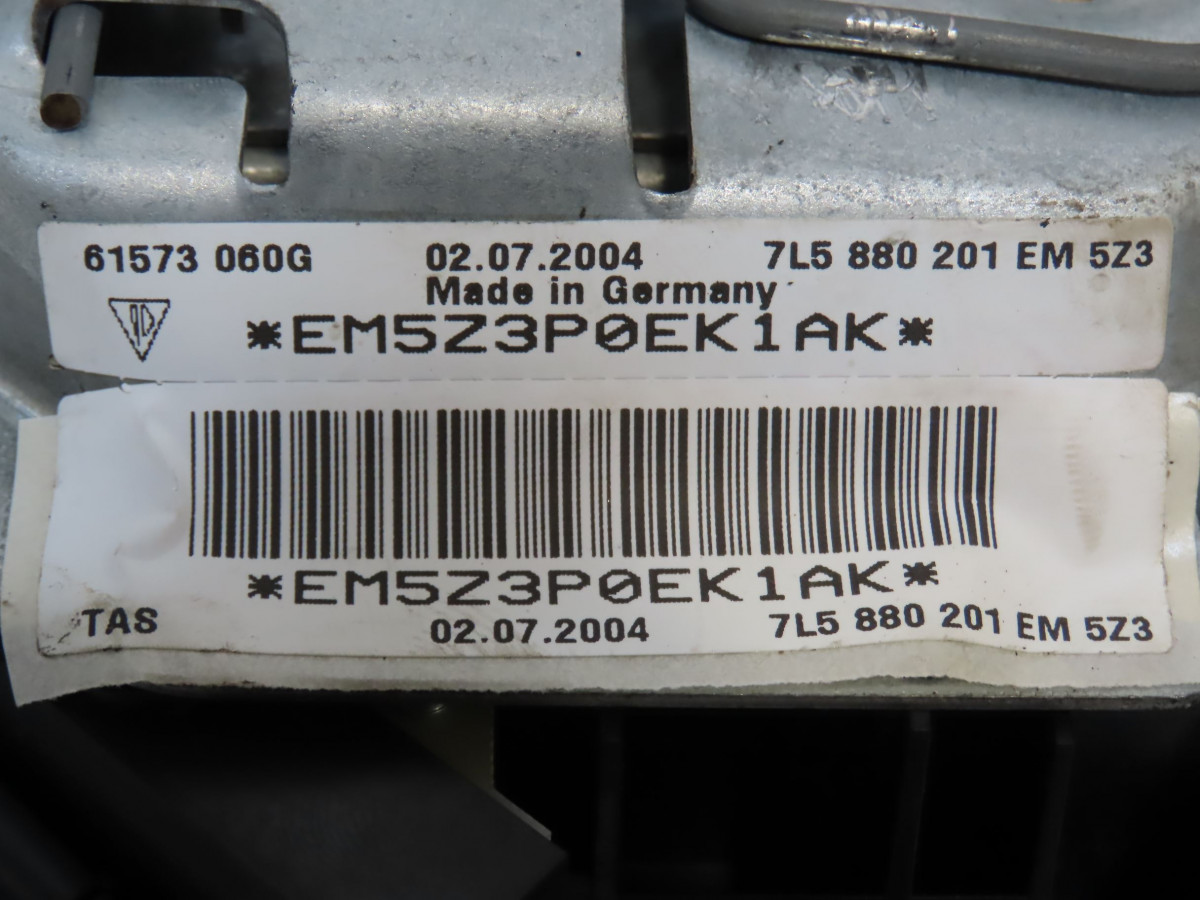 61573 060G 02.07.2004 7L5 880 201 EM 5Z3
Made in Germany
*EM5Z3P0EK1AK*
*EM5Z3P0EK1AK*
TAS 02.07.2004 7L5 880 201 EM 5Z3